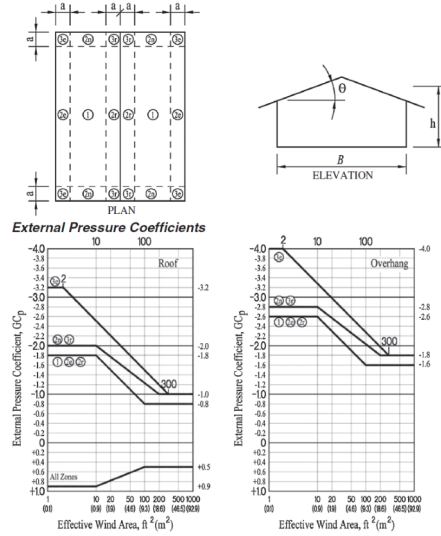 a a a
a
3e 2n 3r 3r 2n 3e
2e 1 2r 2r 1 2e
a
3e 2n 3r 3r 2n 3e
PLAN
θ
h
B
ELEVATION
External Pressure Coefficients
10 100
Roof
External Pressure Coefficient, GCp
-4.0
-3.8
-3.6
-3.4
-3.2
-3.0
-2.8
-2.6
-2.4
-2.2
-2.0
-1.8
-1.6
-1.4
-1.2
-1.0
-0.8
-0.6
-0.4
-0.2
0
+0.2
+0.4
+0.6
+0.8
+1.0
3e 2
2n 3r
1 2e 2r
300
All Zones
-3.2
-2.0
-1.8
-1.0
-0.8
+0.5
+0.9
1 10 20 50 100 200 500 1000
(0.1) (0.9) (1.9) (4.6) (9.3) (18.6) (46.5) (92.9)
Effective Wind Area, ft 2 (m2)
2 10 100
Overhang
External Pressure Coefficient, GCp
-4.0
-3.8
-3.6
-3.4
-3.2
-3.0
-2.8
-2.6
-2.4
-2.2
-2.0
-1.8
-1.6
-1.4
-1.2
-1.0
-0.8
-0.6
-0.4
-0.2
0
+0.2
+0.4
+0.6
+0.8
+1.0
3e
2n 3r
1 2e 2r
300
-4.0
-2.8
-2.6
-1.8
-1.6
1 10 20 50 100 200 500 1000
(0.1) (0.9) (1.9) (4.6) (9.3) (18.6) (46.5) (92.9)
Effective Wind Area, ft 2 (m2)